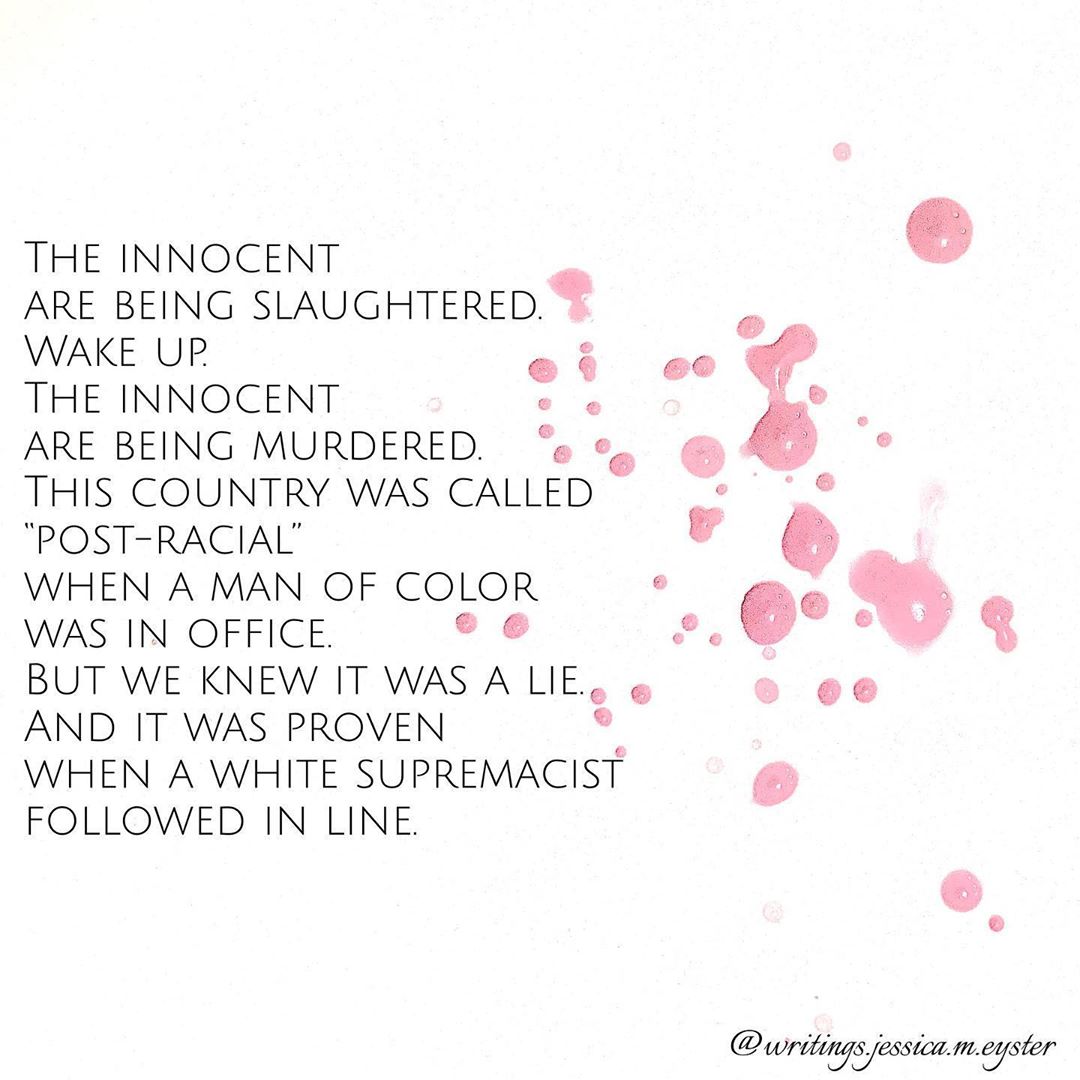 The innocent
are being slaughtered.
Wake up.
The innocent
are being murdered.
This country was called
“post-racial”
when a man of color
was in office.
But we knew it was a lie.
And it was proven
when a white supremacist
followed in line.
@writings.jessica.m.eyster